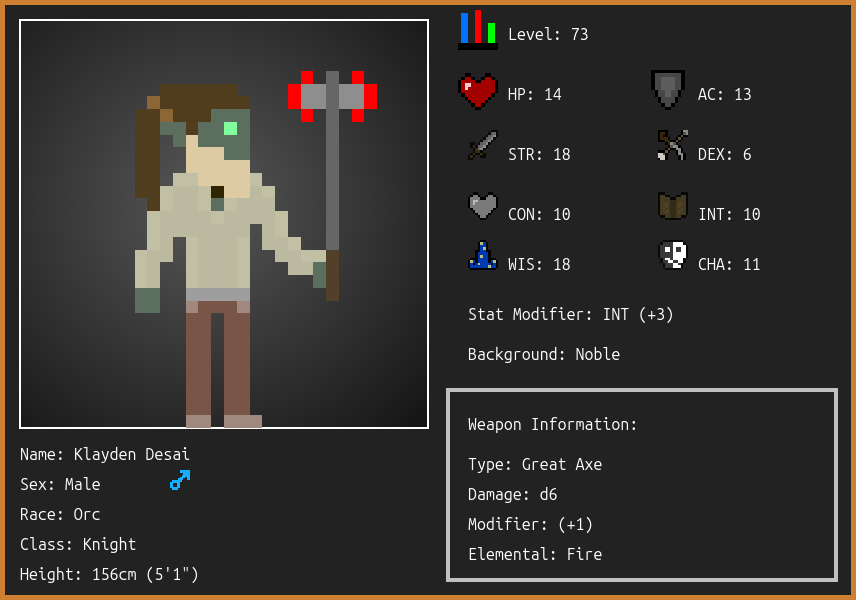 Level: 73
HP: 14
AC: 13
STR: 18
DEX: 6
CON: 10
INT: 10
WIS: 18
CHA: 11
Stat Modifier: INT (+3)
Background: Noble
Weapon Information:
Type: Great Axe
Damage: d6
Modifier: (+1)
Elemental: Fire
Name: Klayden Desai
Sex: Male
Race: Orc
Class: Knight
Height: 156cm (5'1")